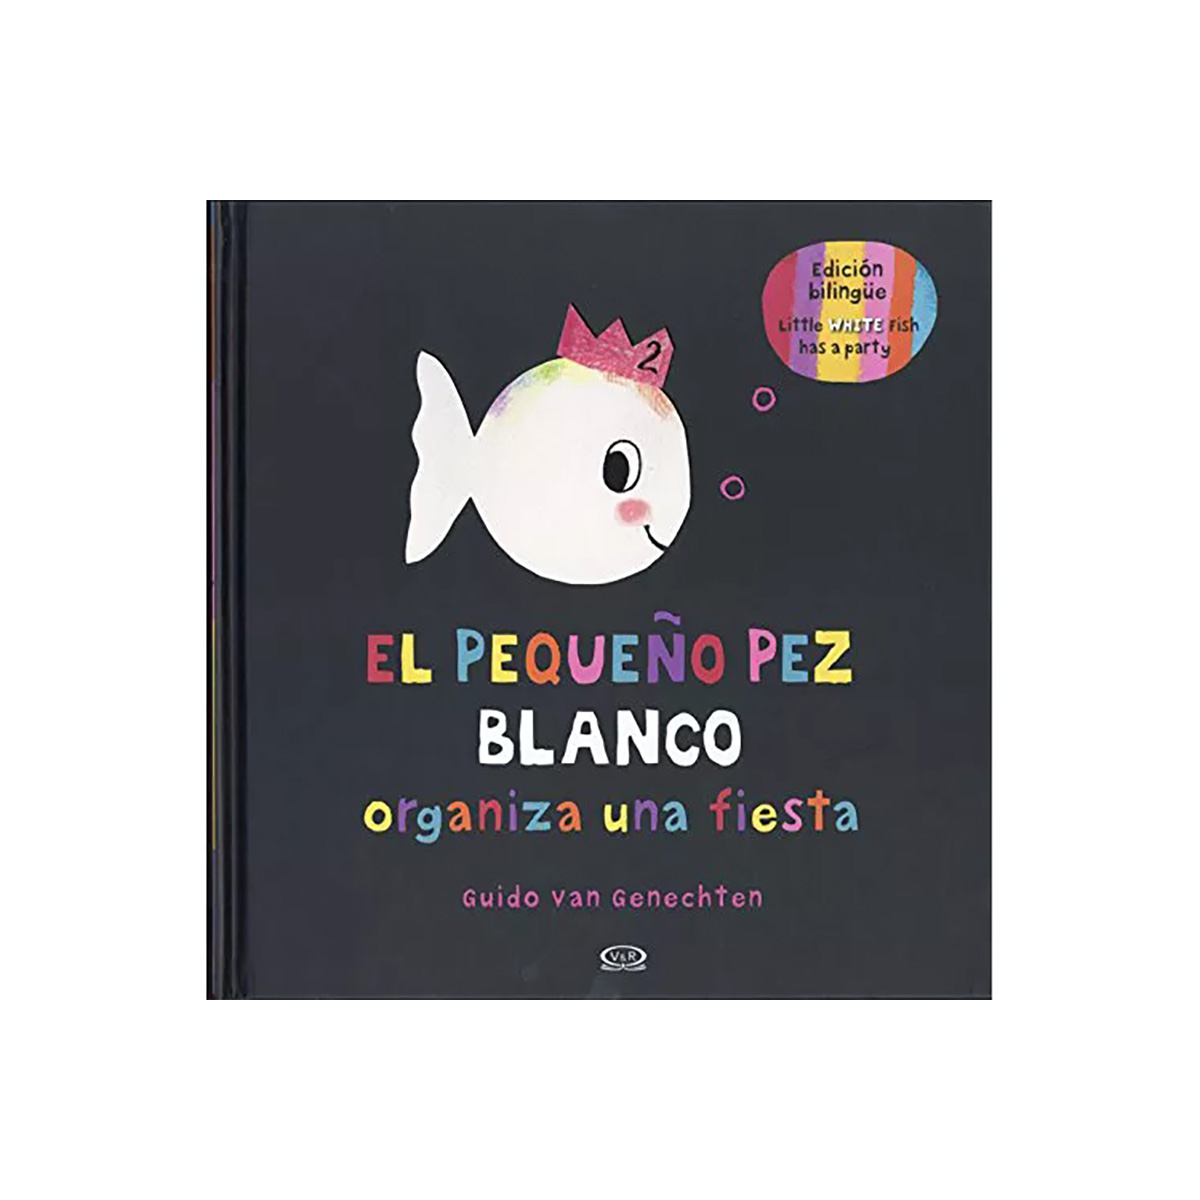 Edición
bilingüe
Little WHITE Fish
has a party
2
EL PEQUEÑO PEZ
BLANCO
organiza una fiesta
Guido van Genechten
V&R